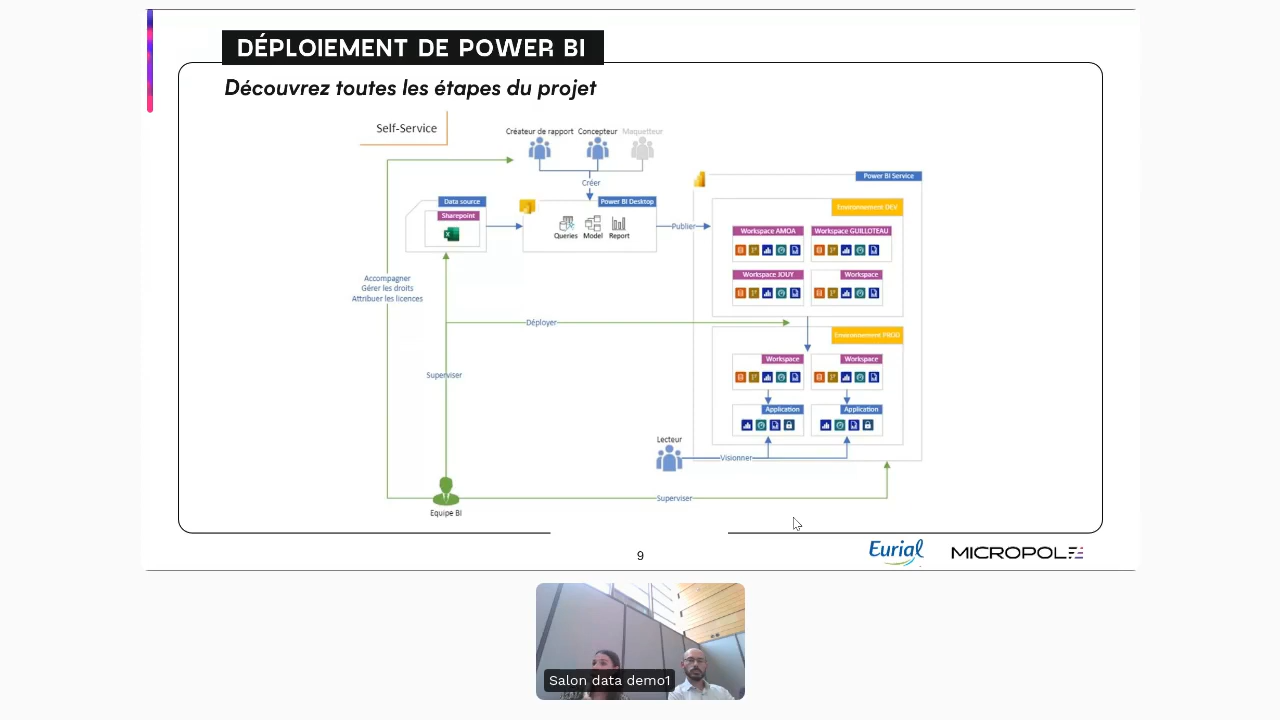 DÉPLOIEMENT DE POWER BI
Découvrez toutes les étapes du projet
Self-Service
Créateur de rapport Concepteur Maquetteur
Créer
Power BI Service
Data source
Power BI Desktop
Environnement DEV
Sharepoint
Queries Model Report
Publier
Workspace AMOA Workspace GUILLOTEAU
Workspace JOUY Workspace
Accompagner
Gérer les droits
Attribuer les licences
Déployer
Environnement PROD
Workspace Workspace
Superviser
Application Application
Lecteur
Visionner
Superviser
Equipe BI
9
Eurial
MICROPOLE
Salon data demo1